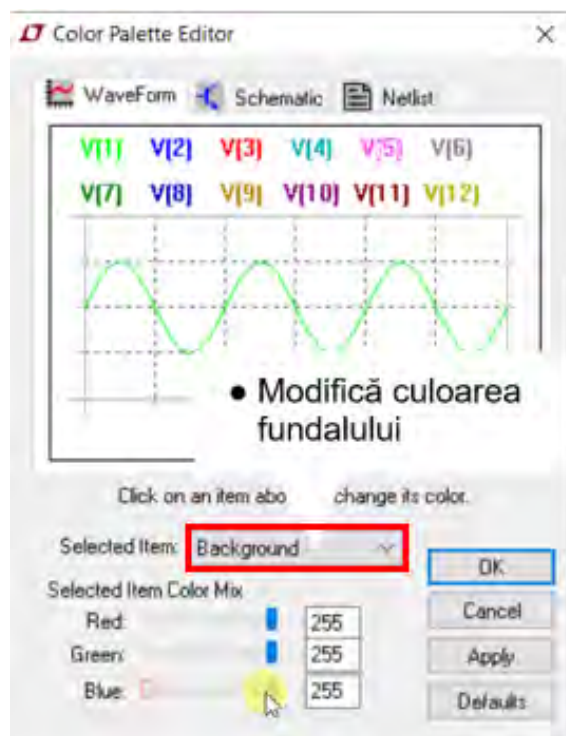 Color Palette Editor
WaveForm Schematic Netlist
V(1) V(2) V(3) V(4) V(5) V(6)
V(7) V(8) V(9) V(10) V(11) V(12)
● Modifică culoarea
fundalului
Click on an item abo change its color.
Selected Item: Background
OK
Selected Item Color Mix
Red: 255
Cancel
Green: 255
Apply
Blue: 255
Defaults